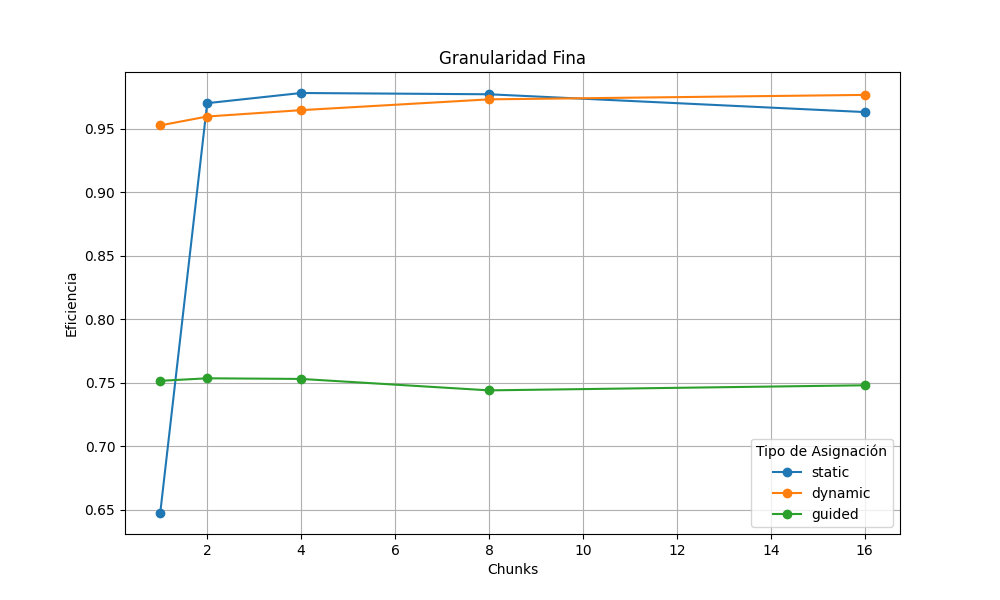 Granularidad Fina
Eficiencia
0.95
0.90
0.85
0.80
0.75
0.70
0.65
2 4 6 8 10 12 14 16
Chunks
Tipo de Asignación
static
dynamic
guided